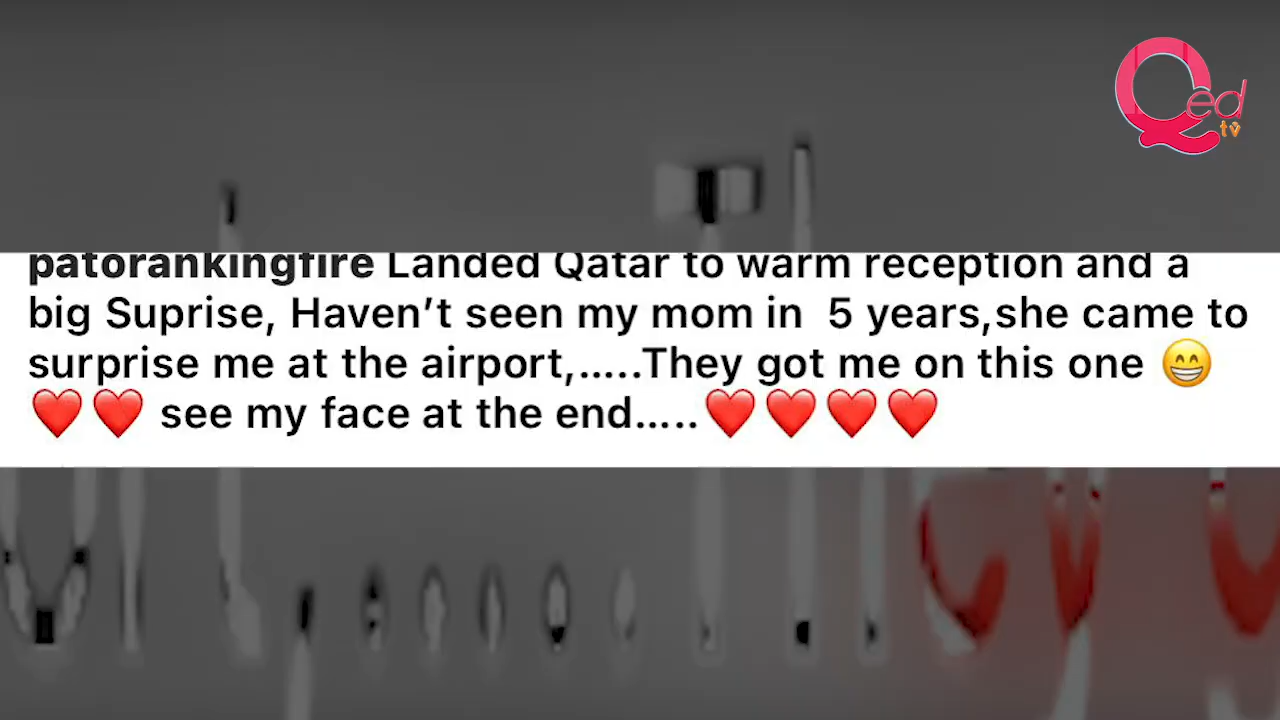 Qed
tv
patorankingfire Landed Qatar to warm reception and a
big Suprise, Haven’t seen my mom in  5 years,she came to
surprise me at the airport,.....They got me on this one 😁
❤️❤️ see my face at the end..... ❤️❤️❤️❤️